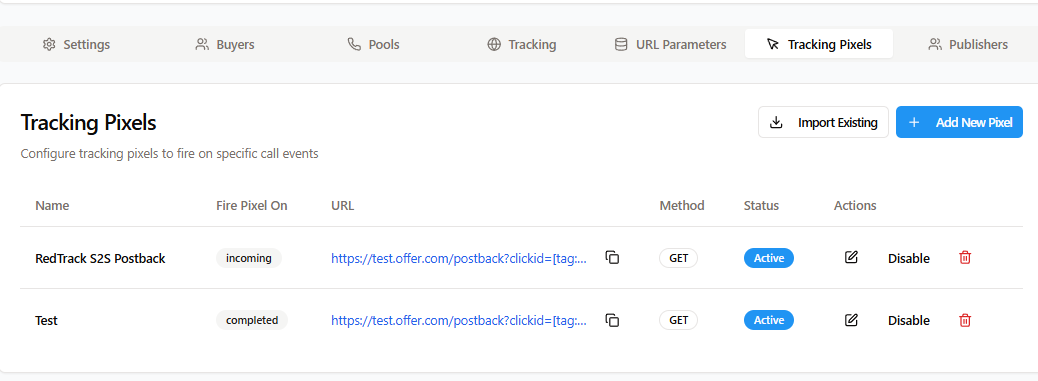 Settings Buyers Pools Tracking URL Parameters Tracking Pixels Publishers
Tracking Pixels
Import Existing
Add New Pixel
Configure tracking pixels to fire on specific call events
Name Fire Pixel On URL Method Status Actions
RedTrack S2S Postback incoming https://test.offer.com/postback?clickid=[tag:... GET Active Disable
Test completed https://test.offer.com/postback?clickid=[tag:... GET Active Disable